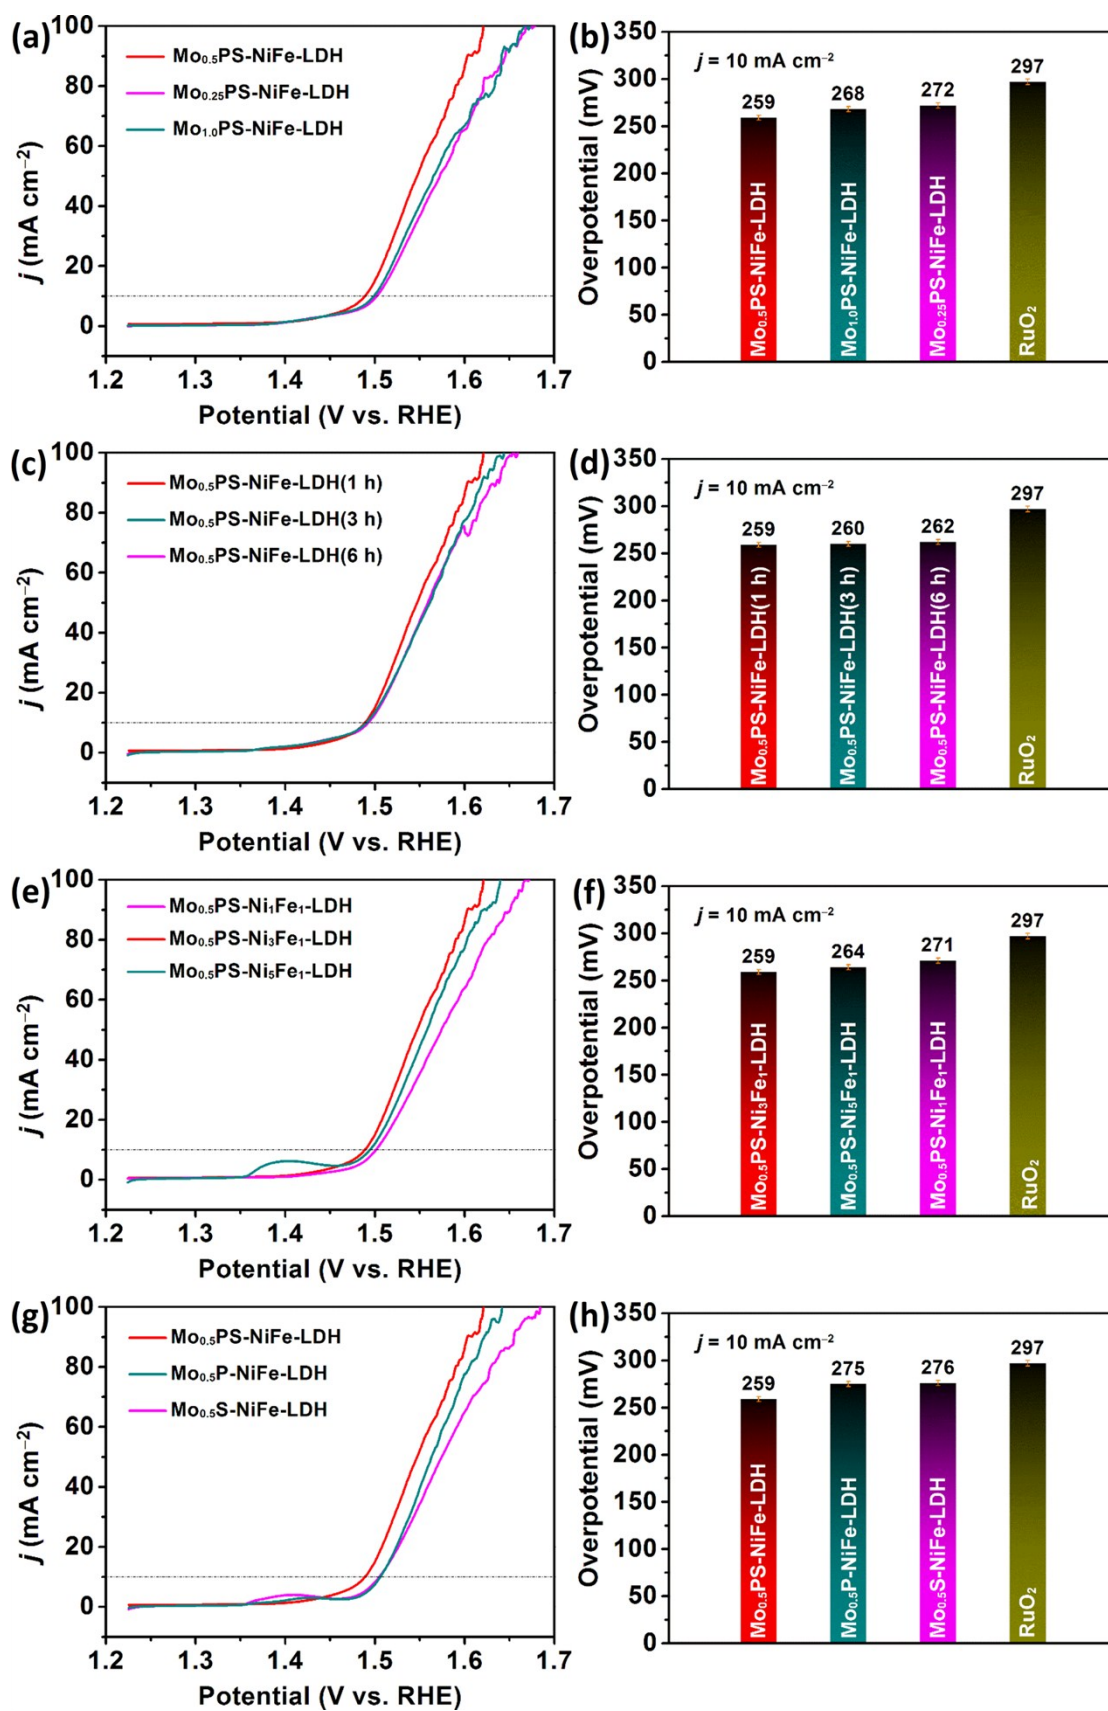 (a)
100
80
60
40
20
0
j (mA cm⁻²)
Mo₀.₅PS-NiFe-LDH
Mo₀.₂₅PS-NiFe-LDH
Mo₁.₀PS-NiFe-LDH
1.2 1.3 1.4 1.5 1.6 1.7
Potential (V vs. RHE)
(b)
350
300
250
200
150
100
50
0
Overpotential (mV)
j = 10 mA cm⁻²
259 268 272 297
Mo₀.₅PS-NiFe-LDH
Mo₁.₀PS-NiFe-LDH
Mo₀.₂₅PS-NiFe-LDH
RuO₂
(c)
100
80
60
40
20
0
j (mA cm⁻²)
Mo₀.₅PS-NiFe-LDH(1 h)
Mo₀.₅PS-NiFe-LDH(3 h)
Mo₀.₅PS-NiFe-LDH(6 h)
1.2 1.3 1.4 1.5 1.6 1.7
Potential (V vs. RHE)
(d)
350
300
250
200
150
100
50
0
Overpotential (mV)
j = 10 mA cm⁻²
259 260 262 297
Mo₀.₅PS-NiFe-LDH(1 h)
Mo₀.₅PS-NiFe-LDH(3 h)
Mo₀.₅PS-NiFe-LDH(6 h)
RuO₂
(e)
100
80
60
40
20
0
j (mA cm⁻²)
Mo₀.₅PS-Ni₁Fe₁-LDH
Mo₀.₅PS-Ni₃Fe₁-LDH
Mo₀.₅PS-Ni₅Fe₁-LDH
1.2 1.3 1.4 1.5 1.6 1.7
Potential (V vs. RHE)
(f)
350
300
250
200
150
100
50
0
Overpotential (mV)
j = 10 mA cm⁻²
259 264 271 297
Mo₀.₅PS-Ni₃Fe₁-LDH
Mo₀.₅PS-Ni₅Fe₁-LDH
Mo₀.₅PS-Ni₁Fe₁-LDH
RuO₂
(g)
100
80
60
40
20
0
j (mA cm⁻²)
Mo₀.₅PS-NiFe-LDH
Mo₀.₅P-NiFe-LDH
Mo₀.₅S-NiFe-LDH
1.2 1.3 1.4 1.5 1.6 1.7
Potential (V vs. RHE)
(h)
350
300
250
200
150
100
50
0
Overpotential (mV)
j = 10 mA cm⁻²
259 275 276 297
Mo₀.₅PS-NiFe-LDH
Mo₀.₅P-NiFe-LDH
Mo₀.₅S-NiFe-LDH
RuO₂